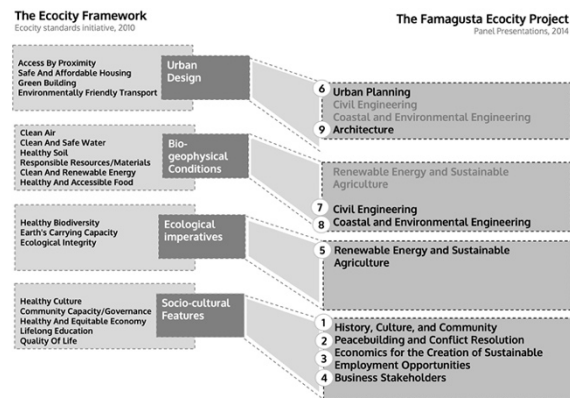 The Ecocity Framework
Ecocity standards initiative, 2010
The Famagusta Ecocity Project
Panel Presentations, 2014
Access By Proximity
Safe And Affordable Housing
Green Building
Environmentally Friendly Transport
Urban
Design
6
Urban Planning
Civil Engineering
Coastal and Environmental Engineering
9
Architecture
Clean Air
Clean And Safe Water
Healthy Soil
Responsible Resources/Materials
Clean And Renewable Energy
Healthy And Accessible Food
Bio-
geophysical
Conditions
Renewable Energy and Sustainable
Agriculture
7
Civil Engineering
8
Coastal and Environmental Engineering
Healthy Biodiversity
Earth's Carrying Capacity
Ecological Integrity
Ecological
imperatives
5
Renewable Energy and Sustainable
Agriculture
Healthy Culture
Community Capacity/Governance
Healthy And Equitable Economy
Lifelong Education
Quality Of Life
Socio-cultural
Features
1
History, Culture, and Community
2
Peacebuilding and Conflict Resolution
3
Economics for the Creation of Sustainable
Employment Opportunities
4
Business Stakeholders